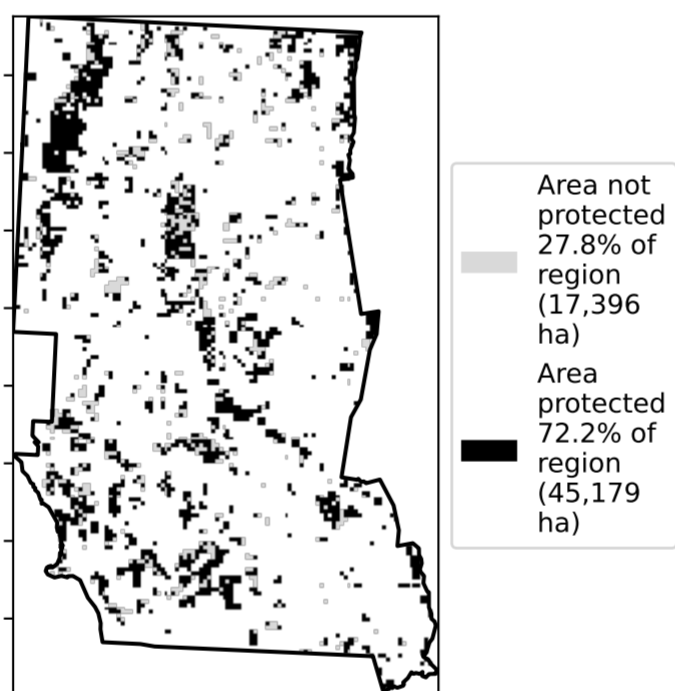 Area not
protected
27.8% of
region
(17,396
ha)
Area
protected
72.2% of
region
(45,179
ha)